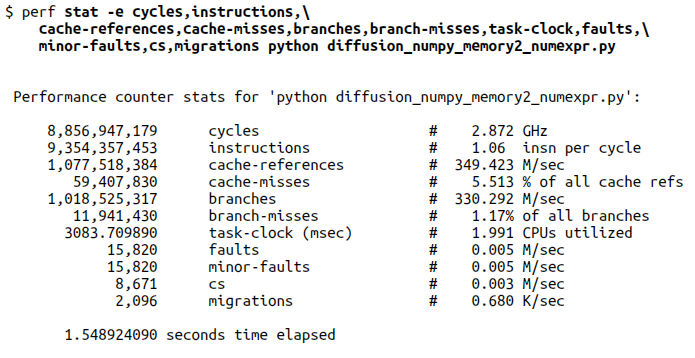 $ perf stat -e cycles,instructions,\
cache-references,cache-misses,branches,branch-misses,task-clock,faults,\
minor-faults,cs,migrations python diffusion_numpy_memory2_numexpr.py
Performance counter stats for 'python diffusion_numpy_memory2_numexpr.py':
8,856,947,179 cycles # 2.872 GHz
9,354,357,453 instructions # 1.06 insn per cycle
1,077,518,384 cache-references # 349.423 M/sec
59,407,830 cache-misses # 5.513 % of all cache refs
1,018,525,317 branches # 330.292 M/sec
11,941,430 branch-misses # 1.17% of all branches
3083.709890 task-clock (msec) # 1.991 CPUs utilized
15,820 faults # 0.005 M/sec
15,820 minor-faults # 0.005 M/sec
8,671 cs # 0.003 M/sec
2,096 migrations # 0.680 K/sec
1.548924090 seconds time elapsed